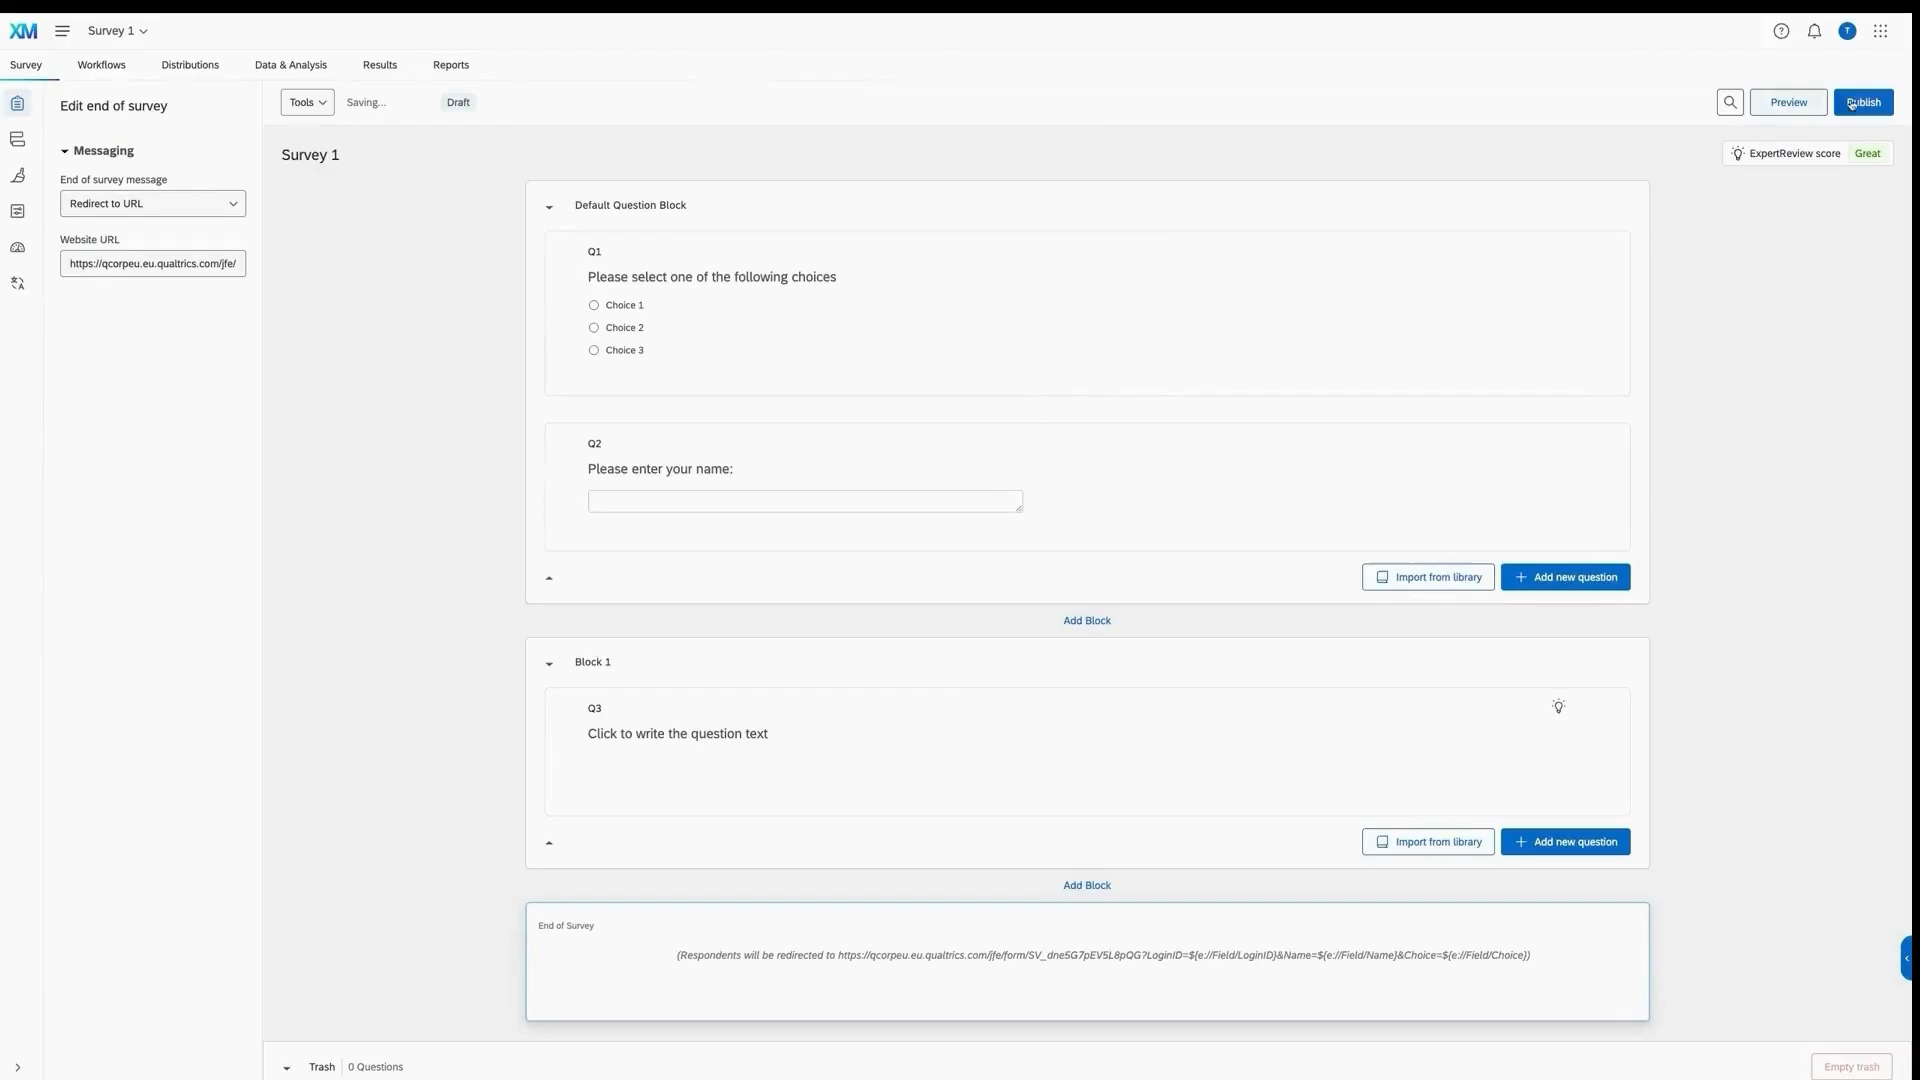 XM
Survey 1
T
Survey
Workflows
Distributions
Data & Analysis
Results
Reports
Edit end of survey
Tools
Saving...
Draft
Preview
Publish
Messaging
End of survey message
Redirect to URL
Website URL
https://qcorpeu.eu.qualtrics.com/jfe/
Survey 1
ExpertReview score
Great
Default Question Block
Q1
Please select one of the following choices
Choice 1
Choice 2
Choice 3
Q2
Please enter your name:
Import from library
Add new question
Add Block
Block 1
Q3
Click to write the question text
Import from library
Add new question
Add Block
End of Survey
(Respondents will be redirected to https://qcorpeu.eu.qualtrics.com/jfe/form/SV_dne5G7pEV5L8pQG?LoginID=${e://Field/LoginID}&Name=${e://Field/Name}&Choice=${e://Field/Choice})
Trash
0 Questions
Empty trash